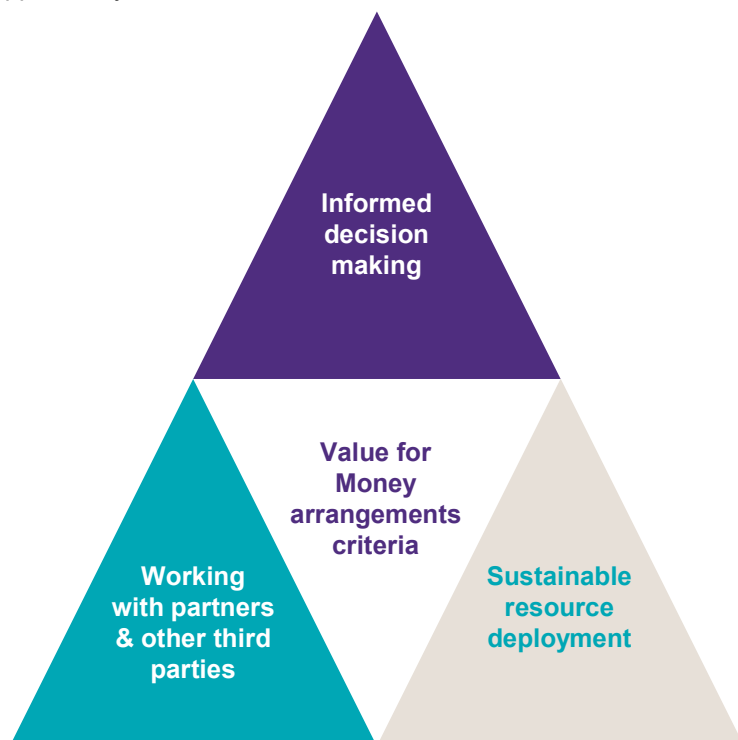 Informed
decision
making
Value for
Money
arrangements
criteria
Working
with partners
& other third
parties
Sustainable
resource
deployment